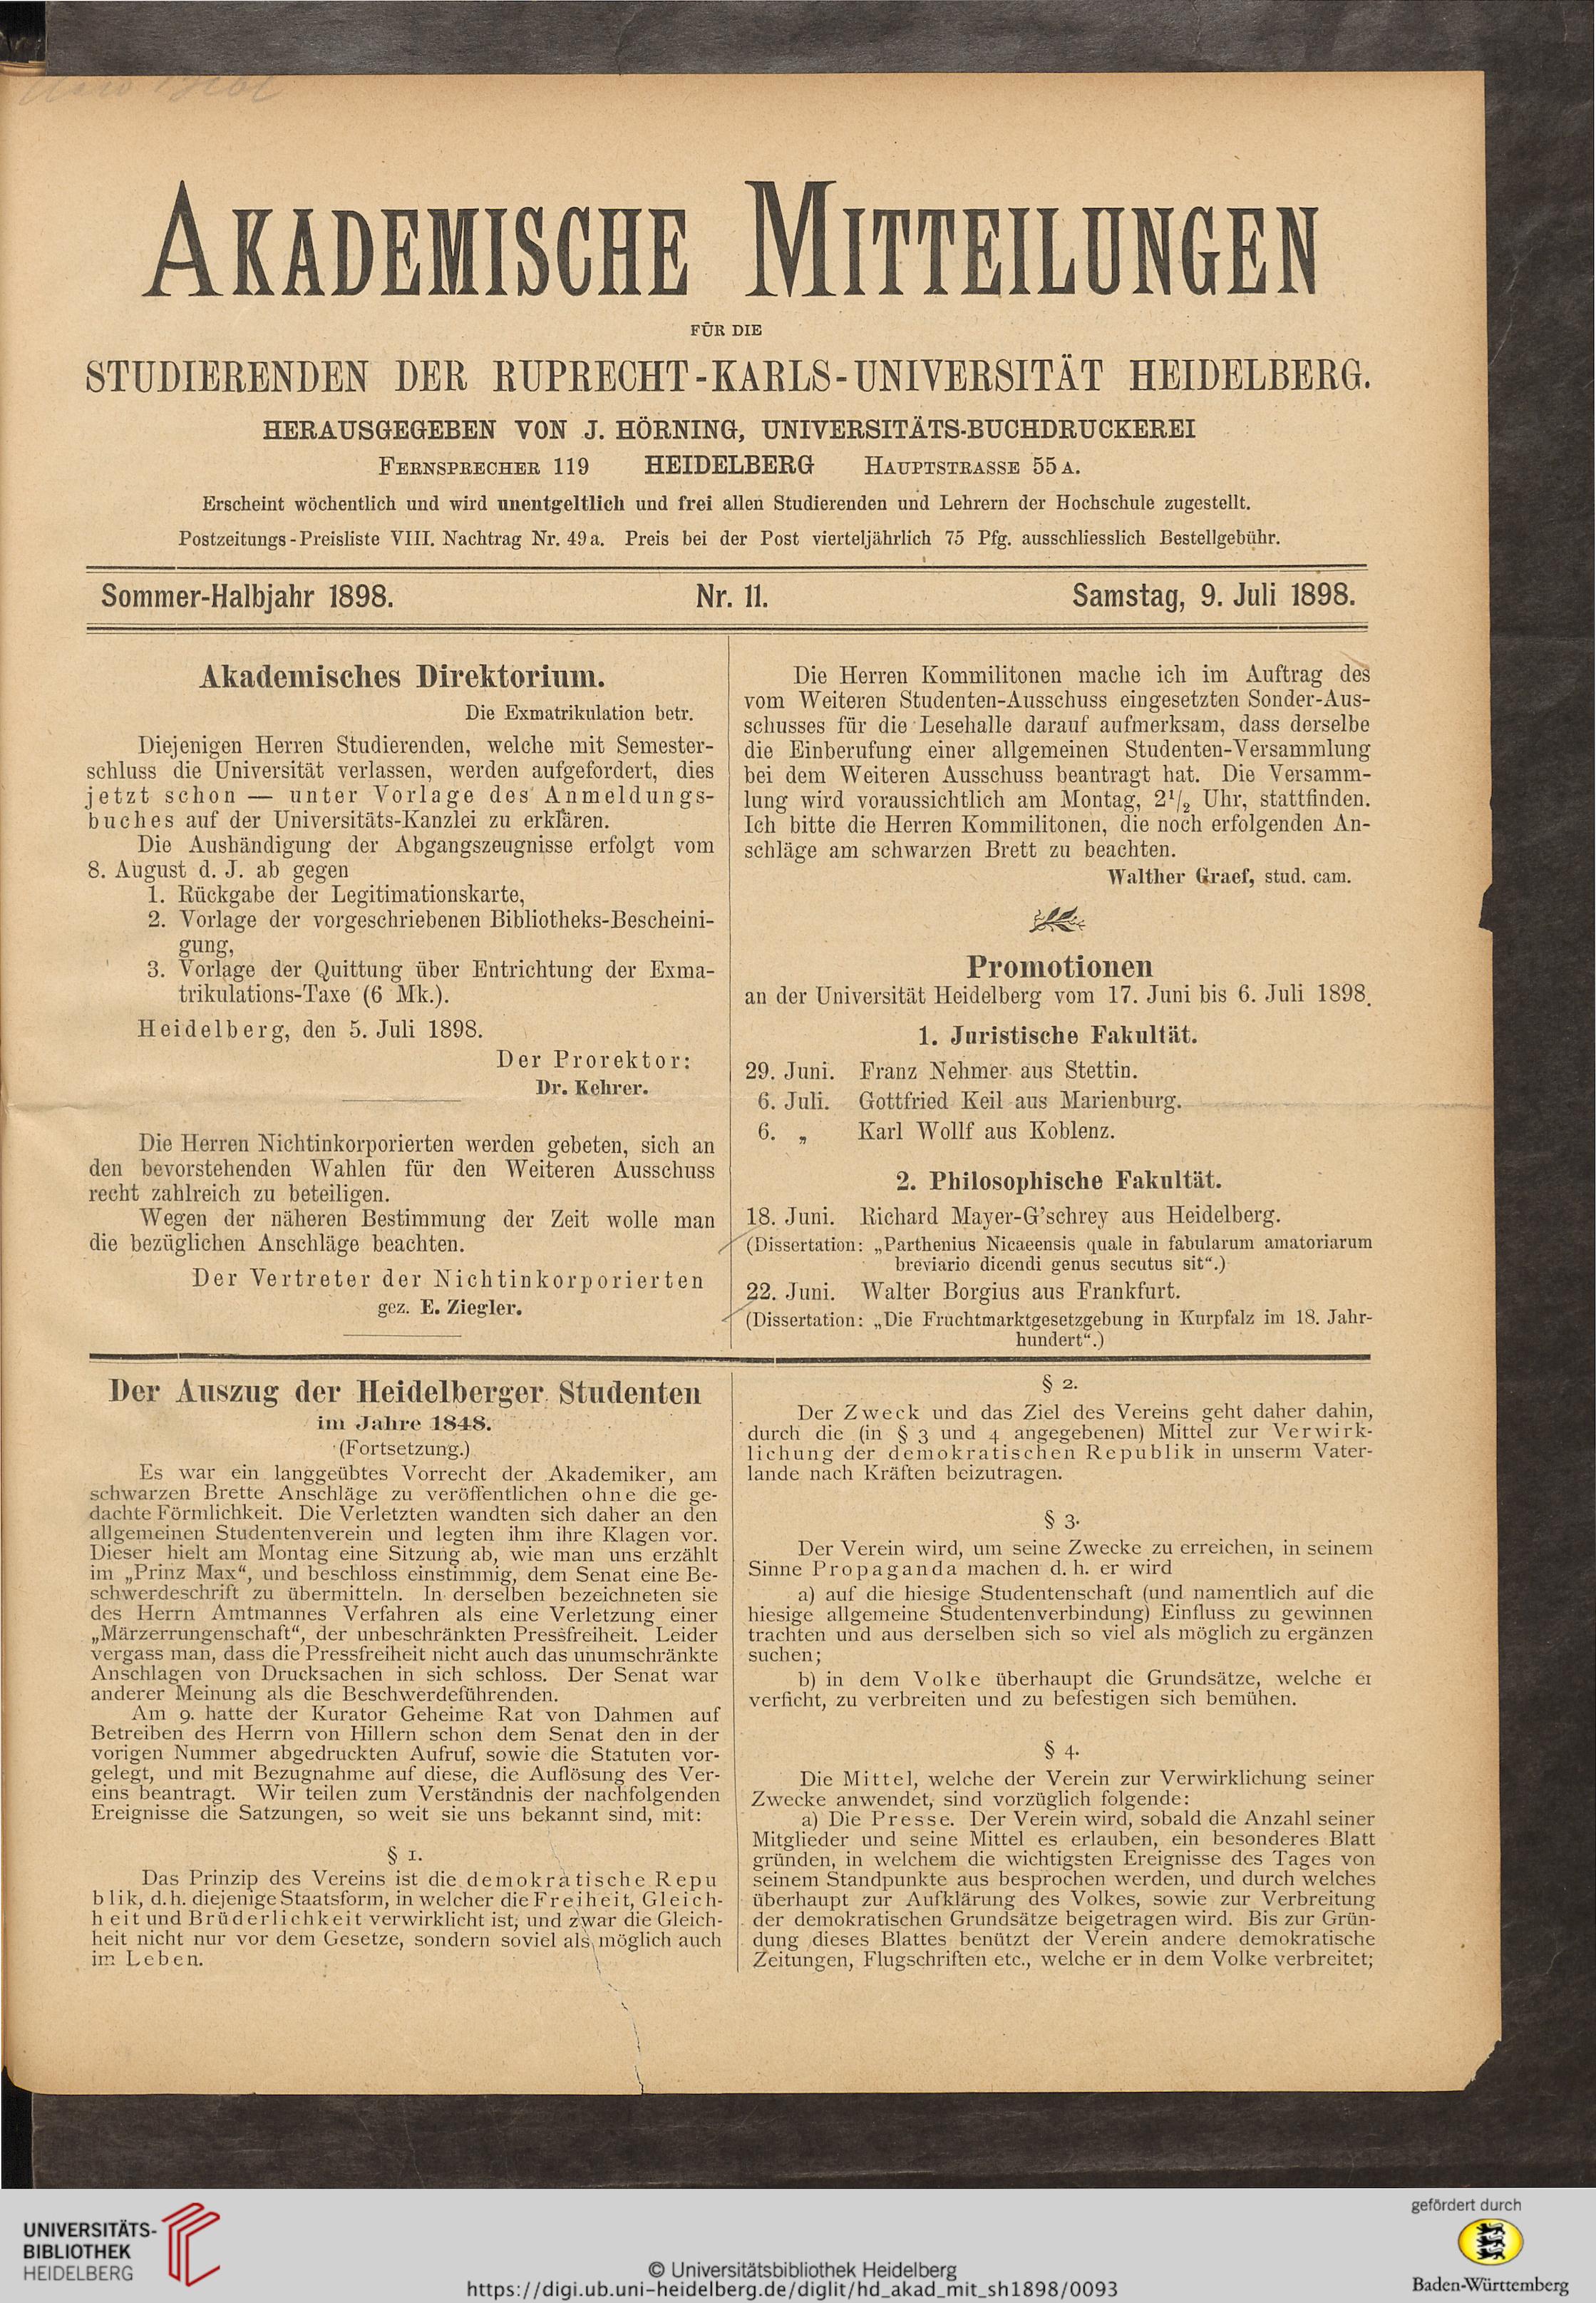 AKADEMISCHE MITTEILUNGEN
FÜR DIE
STUDIERENDEN DER RUPRECHT-KARLS-UNIVERSITÄT HEIDELBERG.
HERAUSGEGEBEN VON J. HÖRNING, UNIVERSITÄTS-BUCHDRUCKEREI
FERNSPRECHER 119 HEIDELBERG HAUPTSTRASSE 55 A.
Erscheint wöchentlich und wird unentgeltlich und frei allen Studierenden und Lehrern der Hochschule zugestellt.
Postzeitungs-Preisliste VIII. Nachtrag Nr. 49a. Preis bei der Post vierteljährlich 75 Pfg. ausschliesslich Bestellgebühr.
Sommer-Halbjahr 1898. Nr. 11. Samstag, 9. Juli 1898.
Akademisches Direktorium.
Die Exmatrikulation betr.
Diejenigen Herren Studierenden, welche mit Semester-
schluss die Universität verlassen, werden aufgefordert, dies
jetzt schon — unter Vorlage des Anmeldungs-
buches auf der Universitäts-Kanzlei zu erklären.
Die Aushändigung der Abgangszeugnisse erfolgt vom
8. August d. J. ab gegen
1. Rückgabe der Legitimationskarte,
2. Vorlage der vorgeschriebenen Bibliotheks-Bescheini-
gung,
3. Vorlage der Quittung über Entrichtung der Exma-
trikulations-Taxe (6 Mk.).
Heidelberg, den 5. Juli 1898.
Der Prorektor:
Dr. Kehrer.
Die Herren Nichtinkorporierten werden gebeten, sich an
den bevorstehenden Wahlen für den Weiteren Ausschuss
recht zahlreich zu beteiligen.
Wegen der näheren Bestimmung der Zeit wolle man
die bezüglichen Anschläge beachten.
Der Vertreter der Nichtinkorporierten
gez. E. Ziegler.
Die Herren Kommilitonen mache ich im Auftrag des
vom Weiteren Studenten-Ausschuss eingesetzten Sonder-Aus-
schusses für die Lesehalle darauf aufmerksam, dass derselbe
die Einberufung einer allgemeinen Studenten-Versammlung
bei dem Weiteren Ausschuss beantragt hat. Die Versamm-
lung wird voraussichtlich am Montag, 2¹/₂ Uhr, stattfinden.
Ich bitte die Herren Kommilitonen, die noch erfolgenden An-
schläge am schwarzen Brett zu beachten.
Walther Graef, stud. cam.
Promotionen
an der Universität Heidelberg vom 17. Juni bis 6. Juli 1898.
1. Juristische Fakultät.
29. Juni. Franz Nehmer aus Stettin.
6. Juli. Gottfried Keil aus Marienburg.
6. „ Karl Wollf aus Koblenz.
2. Philosophische Fakultät.
18. Juni. Richard Mayer-G'schrey aus Heidelberg.
(Dissertation: „Parthenius Nicaeensis quale in fabularum amatoriarum
breviario dicendi genus secutus sit“.)
22. Juni. Walter Borgius aus Frankfurt.
(Dissertation: „Die Fruchtmarktgesetzgebung in Kurpfalz im 18. Jahr-
hundert“.)
Der Auszug der Heidelberger Studenten
im Jahre 1848.
(Fortsetzung.)
Es war ein langgeübtes Vorrecht der Akademiker, am
schwarzen Brette Anschläge zu veröffentlichen ohne die ge-
dachte Förmlichkeit. Die Verletzten wandten sich daher an den
allgemeinen Studentenverein und legten ihm ihre Klagen vor.
Dieser hielt am Montag eine Sitzung ab, wie man uns erzählt
im „Prinz Max“, und beschloss einstimmig, dem Senat eine Be-
schwerdeschrift zu übermitteln. In derselben bezeichneten sie
des Herrn Amtmannes Verfahren als eine Verletzung einer
„Märzerrungenschaft“, der unbeschränkten Pressfreiheit. Leider
vergass man, dass die Pressfreiheit nicht auch das unumschränkte
Anschlagen von Drucksachen in sich schloss. Der Senat war
anderer Meinung als die Beschwerdeführenden.
Am 9. hatte der Kurator Geheime Rat von Dahmen auf
Betreiben des Herrn von Hillern schon dem Senat den in der
vorigen Nummer abgedruckten Aufruf, sowie die Statuten vor-
gelegt, und mit Bezugnahme auf diese, die Auflösung des Ver-
eins beantragt. Wir teilen zum Verständnis der nachfolgenden
Ereignisse die Satzungen, so weit sie uns bekannt sind, mit:
§ 1.
Das Prinzip des Vereins ist die demokratische Repu
blik, d. h. diejenige Staatsform, in welcher die Freiheit, Gleich-
heit und Brüderlichkeit verwirklicht ist, und zwar die Gleich-
heit nicht nur vor dem Gesetze, sondern soviel als möglich auch
im Leben.
§ 2.
Der Zweck und das Ziel des Vereins geht daher dahin,
durch die (in § 3 und 4 angegebenen) Mittel zur Verwirk-
lichung der demokratischen Republik in unserm Vater-
lande nach Kräften beizutragen.
§ 3.
Der Verein wird, um seine Zwecke zu erreichen, in seinem
Sinne Propaganda machen d. h. er wird
a) auf die hiesige Studentenschaft (und namentlich auf die
hiesige allgemeine Studentenverbindung) Einfluss zu gewinnen
trachten und aus derselben sich so viel als möglich zu ergänzen
suchen;
b) in dem Volke überhaupt die Grundsätze, welche er
verficht, zu verbreiten und zu befestigen sich bemühen.
§ 4.
Die Mittel, welche der Verein zur Verwirklichung seiner
Zwecke anwendet, sind vorzüglich folgende:
a) Die Presse. Der Verein wird, sobald die Anzahl seiner
Mitglieder und seine Mittel es erlauben, ein besonderes Blatt
gründen, in welchem die wichtigsten Ereignisse des Tages von
seinem Standpunkte aus besprochen werden, und durch welches
überhaupt zur Aufklärung des Volkes, sowie zur Verbreitung
der demokratischen Grundsätze beigetragen wird. Bis zur Grün-
dung dieses Blattes benützt der Verein andere demokratische
Zeitungen, Flugschriften etc., welche er in dem Volke verbreitet;
UNIVERSITÄTS-
BIBLIOTHEK
HEIDELBERG
© Universitätsbibliothek Heidelberg
https://digi.ub.uni-heidelberg.de/diglit/hd_akad_mit_sh1898/0093
gefördert durch
Baden-Württemberg